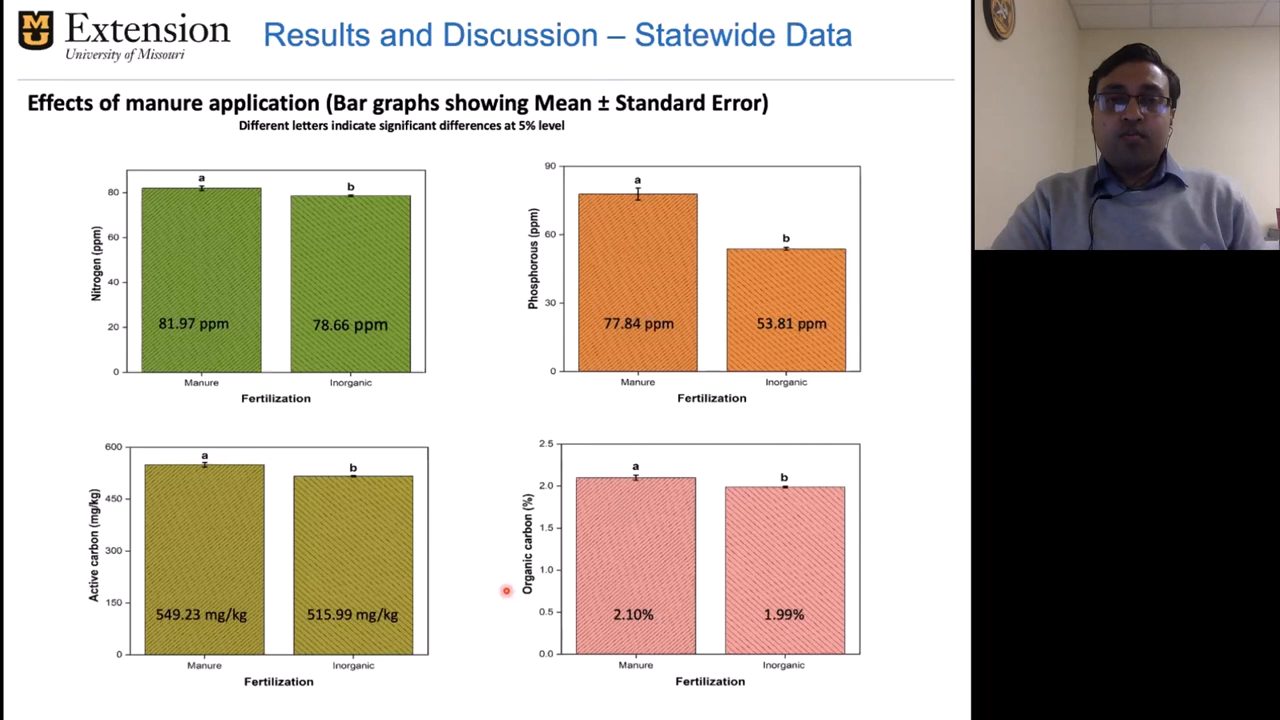 Extension
University of Missouri
Results and Discussion – Statewide Data
Effects of manure application (Bar graphs showing Mean ± Standard Error)
Different letters indicate significant differences at 5% level
Nitrogen (ppm)
80
60
40
20
0
a
b
81.97 ppm
78.66 ppm
Manure
Inorganic
Fertilization
Phosphorous (ppm)
90
60
30
0
a
b
77.84 ppm
53.81 ppm
Manure
Inorganic
Fertilization
Active carbon (mg/kg)
600
450
300
150
0
a
b
549.23 mg/kg
515.99 mg/kg
Manure
Inorganic
Fertilization
Organic carbon (%)
2.5
2.0
1.5
1.0
0.5
0.0
a
b
2.10%
1.99%
Manure
Inorganic
Fertilization